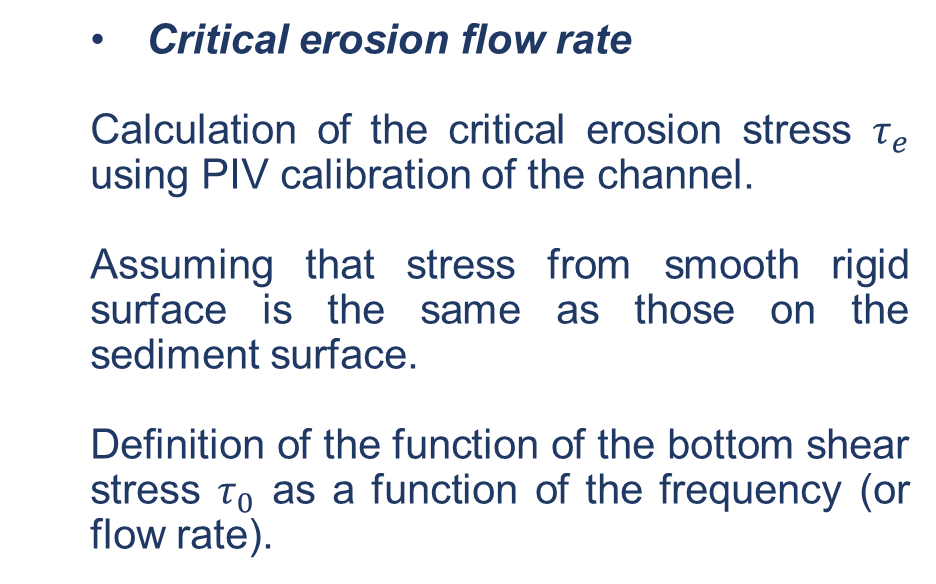 • Critical erosion flow rate
Calculation of the critical erosion stress τₑ
using PIV calibration of the channel.
Assuming that stress from smooth rigid
surface is the same as those on the
sediment surface.
Definition of the function of the bottom shear
stress τ₀ as a function of the frequency (or
flow rate).